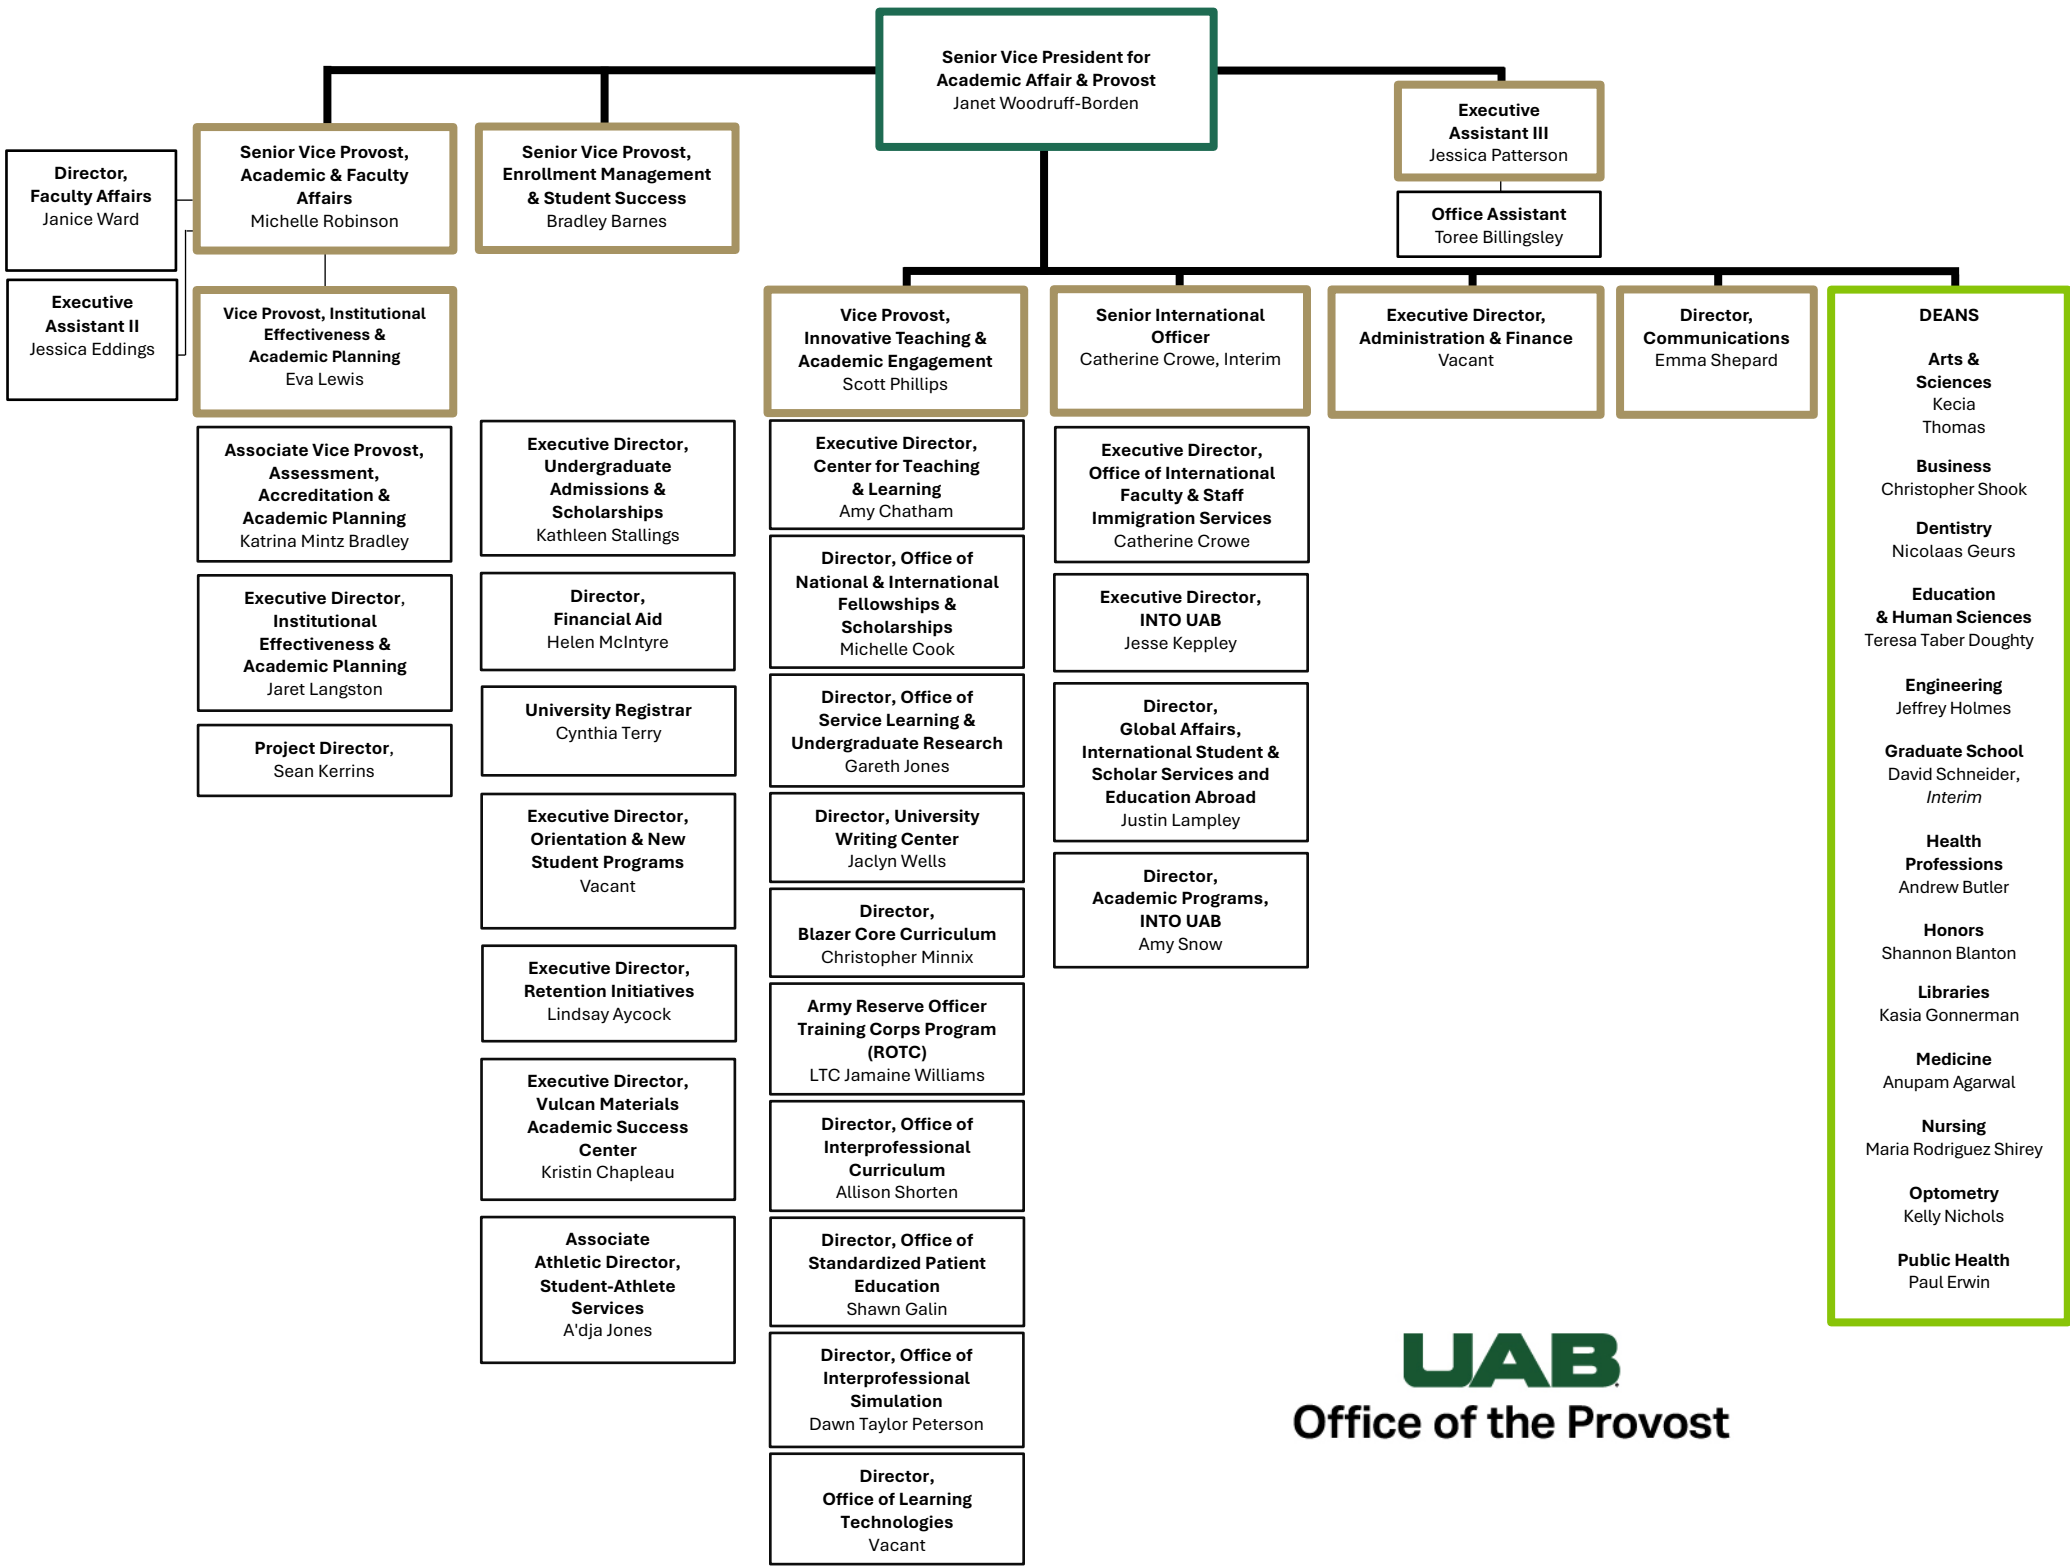 Senior Vice President for
Academic Affair & Provost
Janet Woodruff-Borden
Executive
Assistant III
Jessica Patterson
Office Assistant
Toree Billingsley
Director,
Faculty Affairs
Janice Ward
Executive
Assistant II
Jessica Eddings
Senior Vice Provost,
Academic & Faculty
Affairs
Michelle Robinson
Vice Provost, Institutional
Effectiveness &
Academic Planning
Eva Lewis
Associate Vice Provost,
Assessment,
Accreditation &
Academic Planning
Katrina Mintz Bradley
Executive Director,
Institutional
Effectiveness &
Academic Planning
Jaret Langston
Project Director,
Sean Kerrins
Senior Vice Provost,
Enrollment Management
& Student Success
Bradley Barnes
Executive Director,
Undergraduate
Admissions &
Scholarships
Kathleen Stallings
Director,
Financial Aid
Helen McIntyre
University Registrar
Cynthia Terry
Executive Director,
Orientation & New
Student Programs
Vacant
Executive Director,
Retention Initiatives
Lindsay Aycock
Executive Director,
Vulcan Materials
Academic Success
Center
Kristin Chapleau
Associate
Athletic Director,
Student-Athlete
Services
A'dja Jones
Vice Provost,
Innovative Teaching &
Academic Engagement
Scott Phillips
Executive Director,
Center for Teaching
& Learning
Amy Chatham
Director, Office of
National & International
Fellowships &
Scholarships
Michelle Cook
Director, Office of
Service Learning &
Undergraduate Research
Gareth Jones
Director, University
Writing Center
Jaclyn Wells
Director,
Blazer Core Curriculum
Christopher Minnix
Army Reserve Officer
Training Corps Program
(ROTC)
LTC Jamaine Williams
Director, Office of
Interprofessional
Curriculum
Allison Shorten
Director, Office of
Standardized Patient
Education
Shawn Galin
Director, Office of
Interprofessional
Simulation
Dawn Taylor Peterson
Director,
Office of Learning
Technologies
Vacant
Senior International
Officer
Catherine Crowe, Interim
Executive Director,
Office of International
Faculty & Staff
Immigration Services
Catherine Crowe
Executive Director,
INTO UAB
Jesse Keppley
Director,
Global Affairs,
International Student &
Scholar Services and
Education Abroad
Justin Lampley
Director,
Academic Programs,
INTO UAB
Amy Snow
Executive Director,
Administration & Finance
Vacant
Director,
Communications
Emma Shepard
DEANS
Arts &
Sciences
Kecia
Thomas
Business
Christopher Shook
Dentistry
Nicolaas Geurs
Education
& Human Sciences
Teresa Taber Doughty
Engineering
Jeffrey Holmes
Graduate School
David Schneider,
Interim
Health
Professions
Andrew Butler
Honors
Shannon Blanton
Libraries
Kasia Gonnerman
Medicine
Anupam Agarwal
Nursing
Maria Rodriguez Shirey
Optometry
Kelly Nichols
Public Health
Paul Erwin
UAB
Office of the Provost